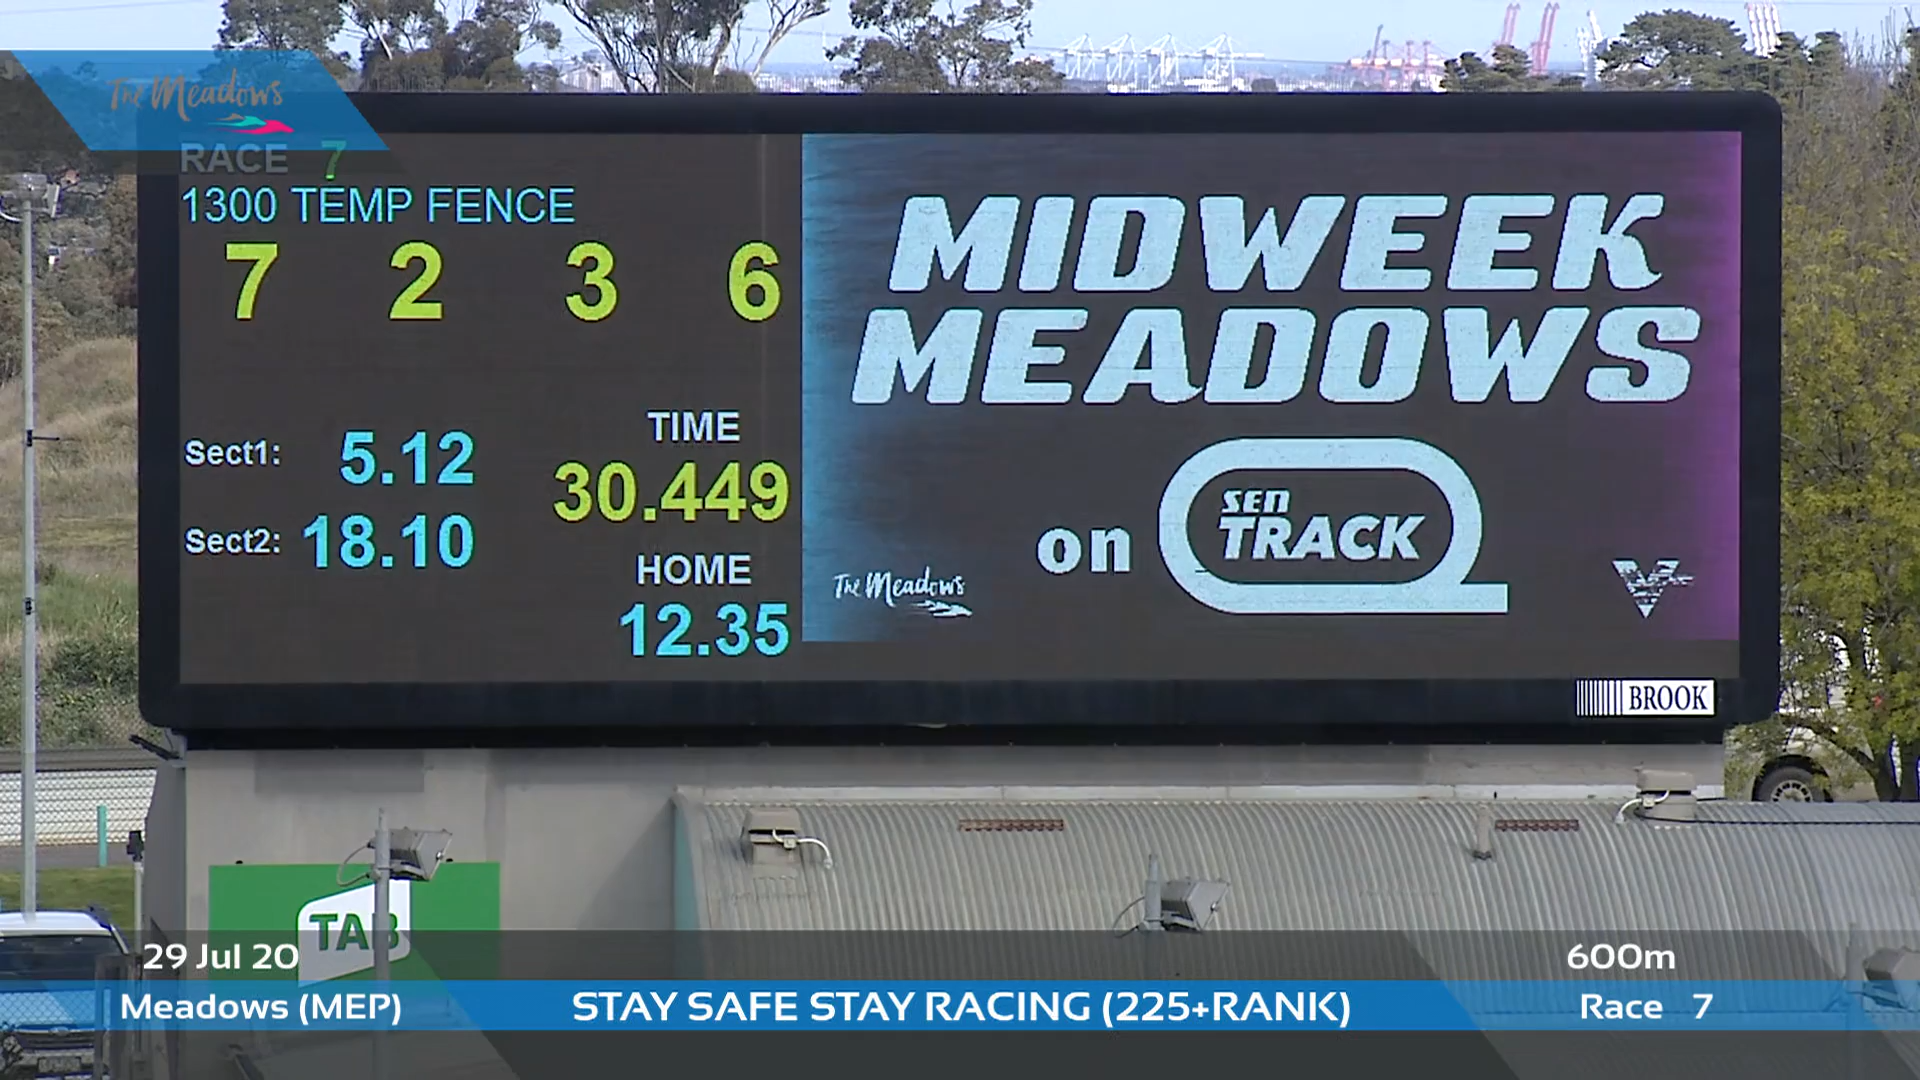 The Meadows
RACE 7
1300 TEMP FENCE
7 2 3 6
Sect1: 5.12
Sect2: 18.10
TIME
30.449
HOME
12.35
MIDWEEK
MEADOWS
on
SEN
TRACK
The Meadows
V
BROOK
TAB
29 Jul 20
600m
Meadows (MEP)
STAY SAFE STAY RACING (225+RANK)
Race 7